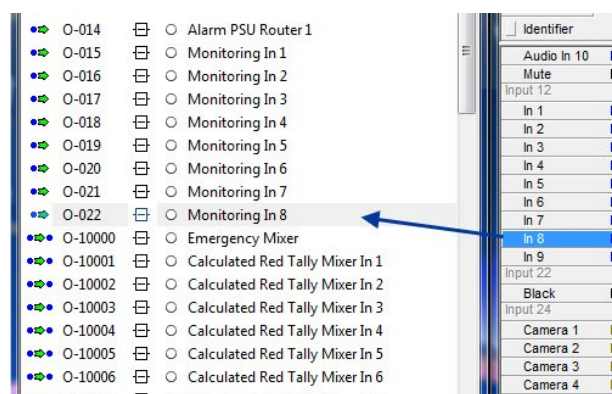 O-014 Alarm PSU Router 1
O-015 Monitoring In 1
O-016 Monitoring In 2
O-017 Monitoring In 3
O-018 Monitoring In 4
O-019 Monitoring In 5
O-020 Monitoring In 6
O-021 Monitoring In 7
O-022 Monitoring In 8
O-10000 Emergency Mixer
O-10001 Calculated Red Tally Mixer In 1
O-10002 Calculated Red Tally Mixer In 2
O-10003 Calculated Red Tally Mixer In 3
O-10004 Calculated Red Tally Mixer In 4
O-10005 Calculated Red Tally Mixer In 5
O-10006 Calculated Red Tally Mixer In 6
Identifier
Audio In 10
Mute
Input 12
In 1
In 2
In 3
In 4
In 5
In 6
In 7
In 8
In 9
Input 22
Black
Input 24
Camera 1
Camera 2
Camera 3
Camera 4